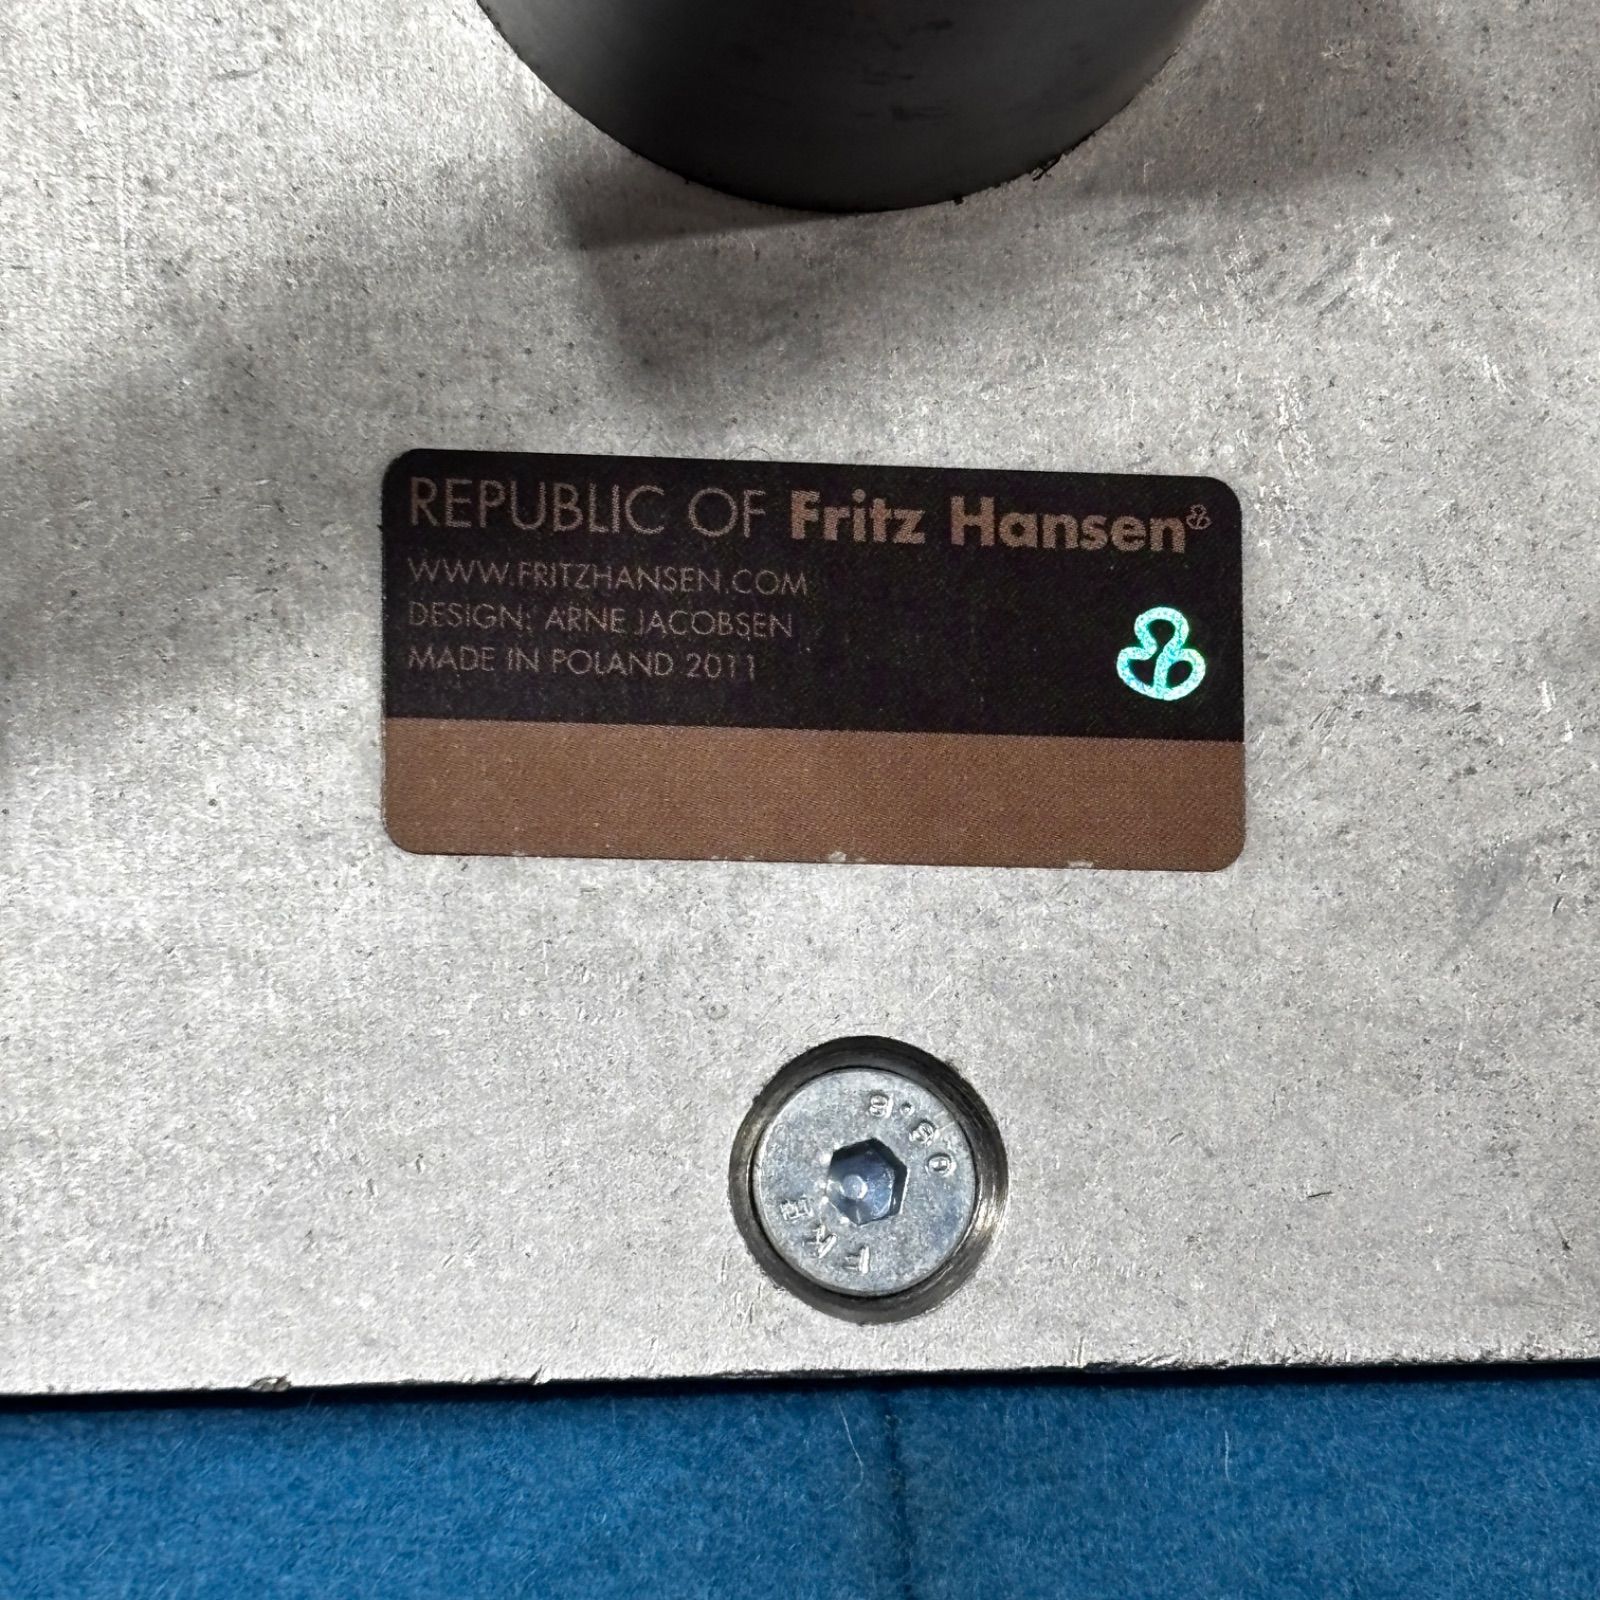 REPUBLIC OF Fritz Hansen
WWW.FRITZHANSEN.COM
DESIGN: ARNE JACOBSEN
MADE IN POLAND 2011